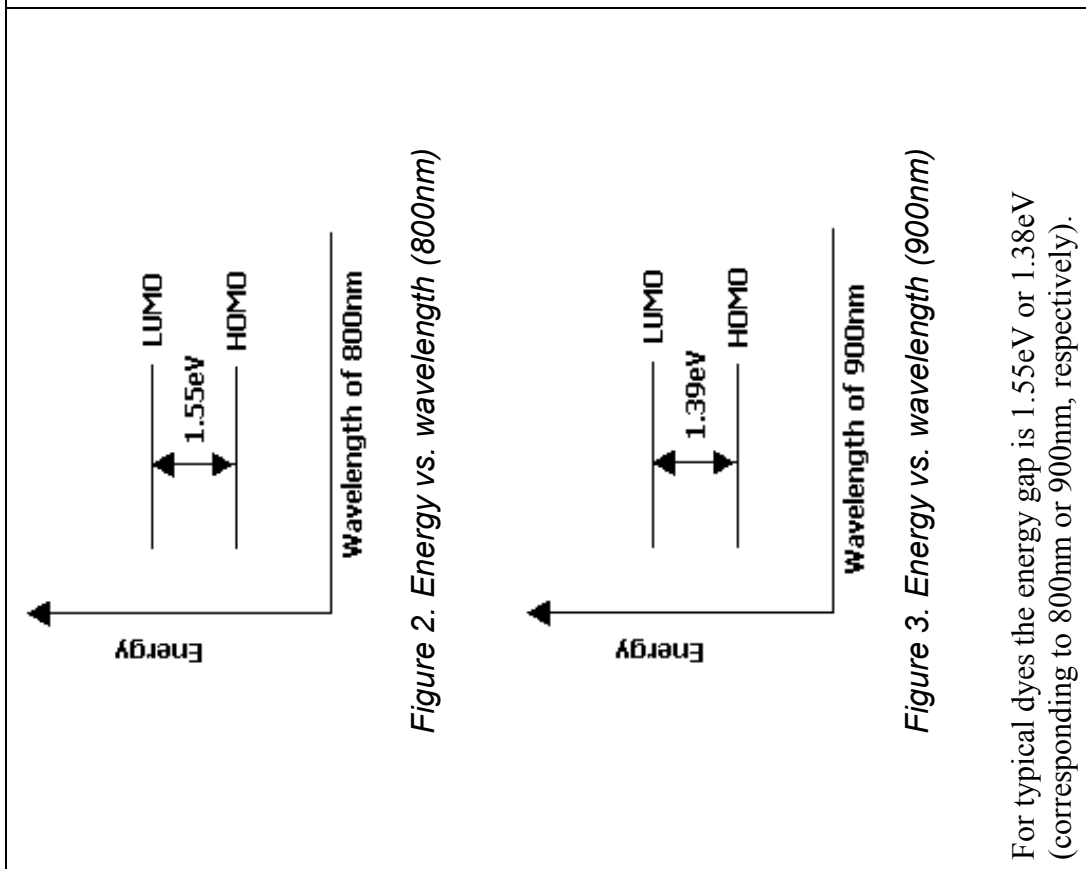 Energy
LUMO
1.55eV
HOMO
Wavelength of 800nm
Figure 2. Energy vs. wavelength (800nm)
Energy
LUMO
1.39eV
HOMO
Wavelength of 900nm
Figure 3. Energy vs. wavelength (900nm)
For typical dyes the energy gap is 1.55eV or 1.38eV
(corresponding to 800nm or 900nm, respectively).